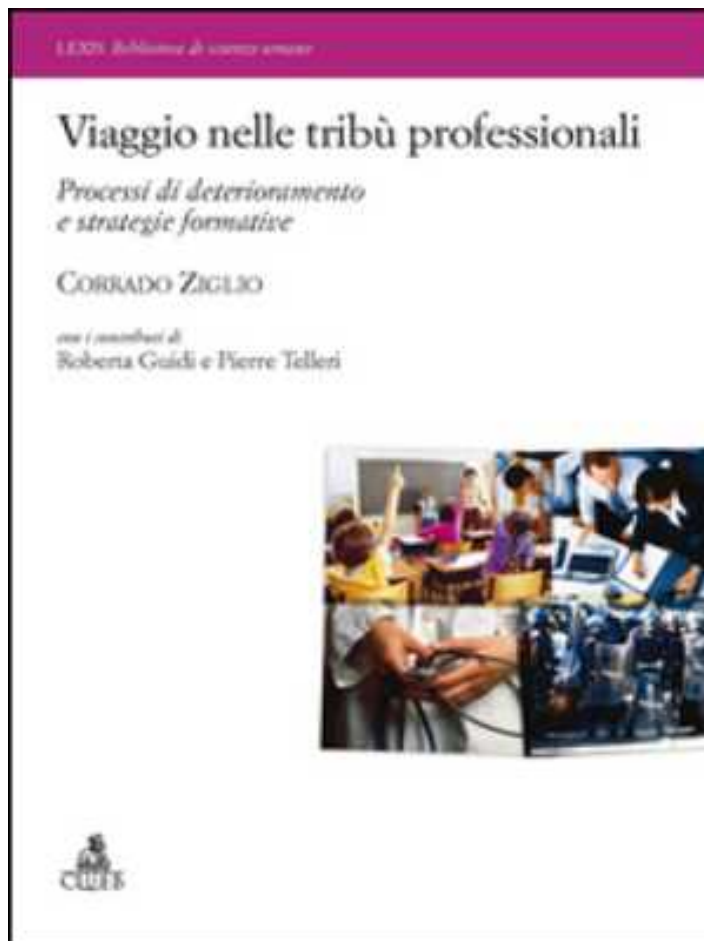 LEXIS Biblioteca di scienze umane
Viaggio nelle tribù professionali
Processi di deterioramento
e strategie formative
CORRADO ZIGLIO
con i contributi di
Roberta Guidi e Pierre Telleri
CLUEB